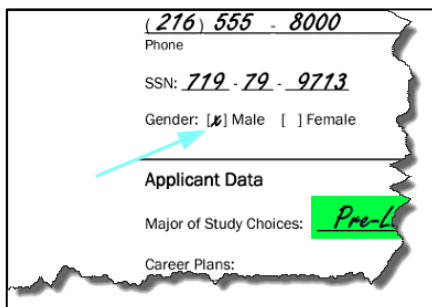 (216) 555 - 8000
Phone
SSN: 719 - 79 - 9713
Gender: [x] Male [ ] Female
Applicant Data
Major of Study Choices: Pre-L
Career Plans: